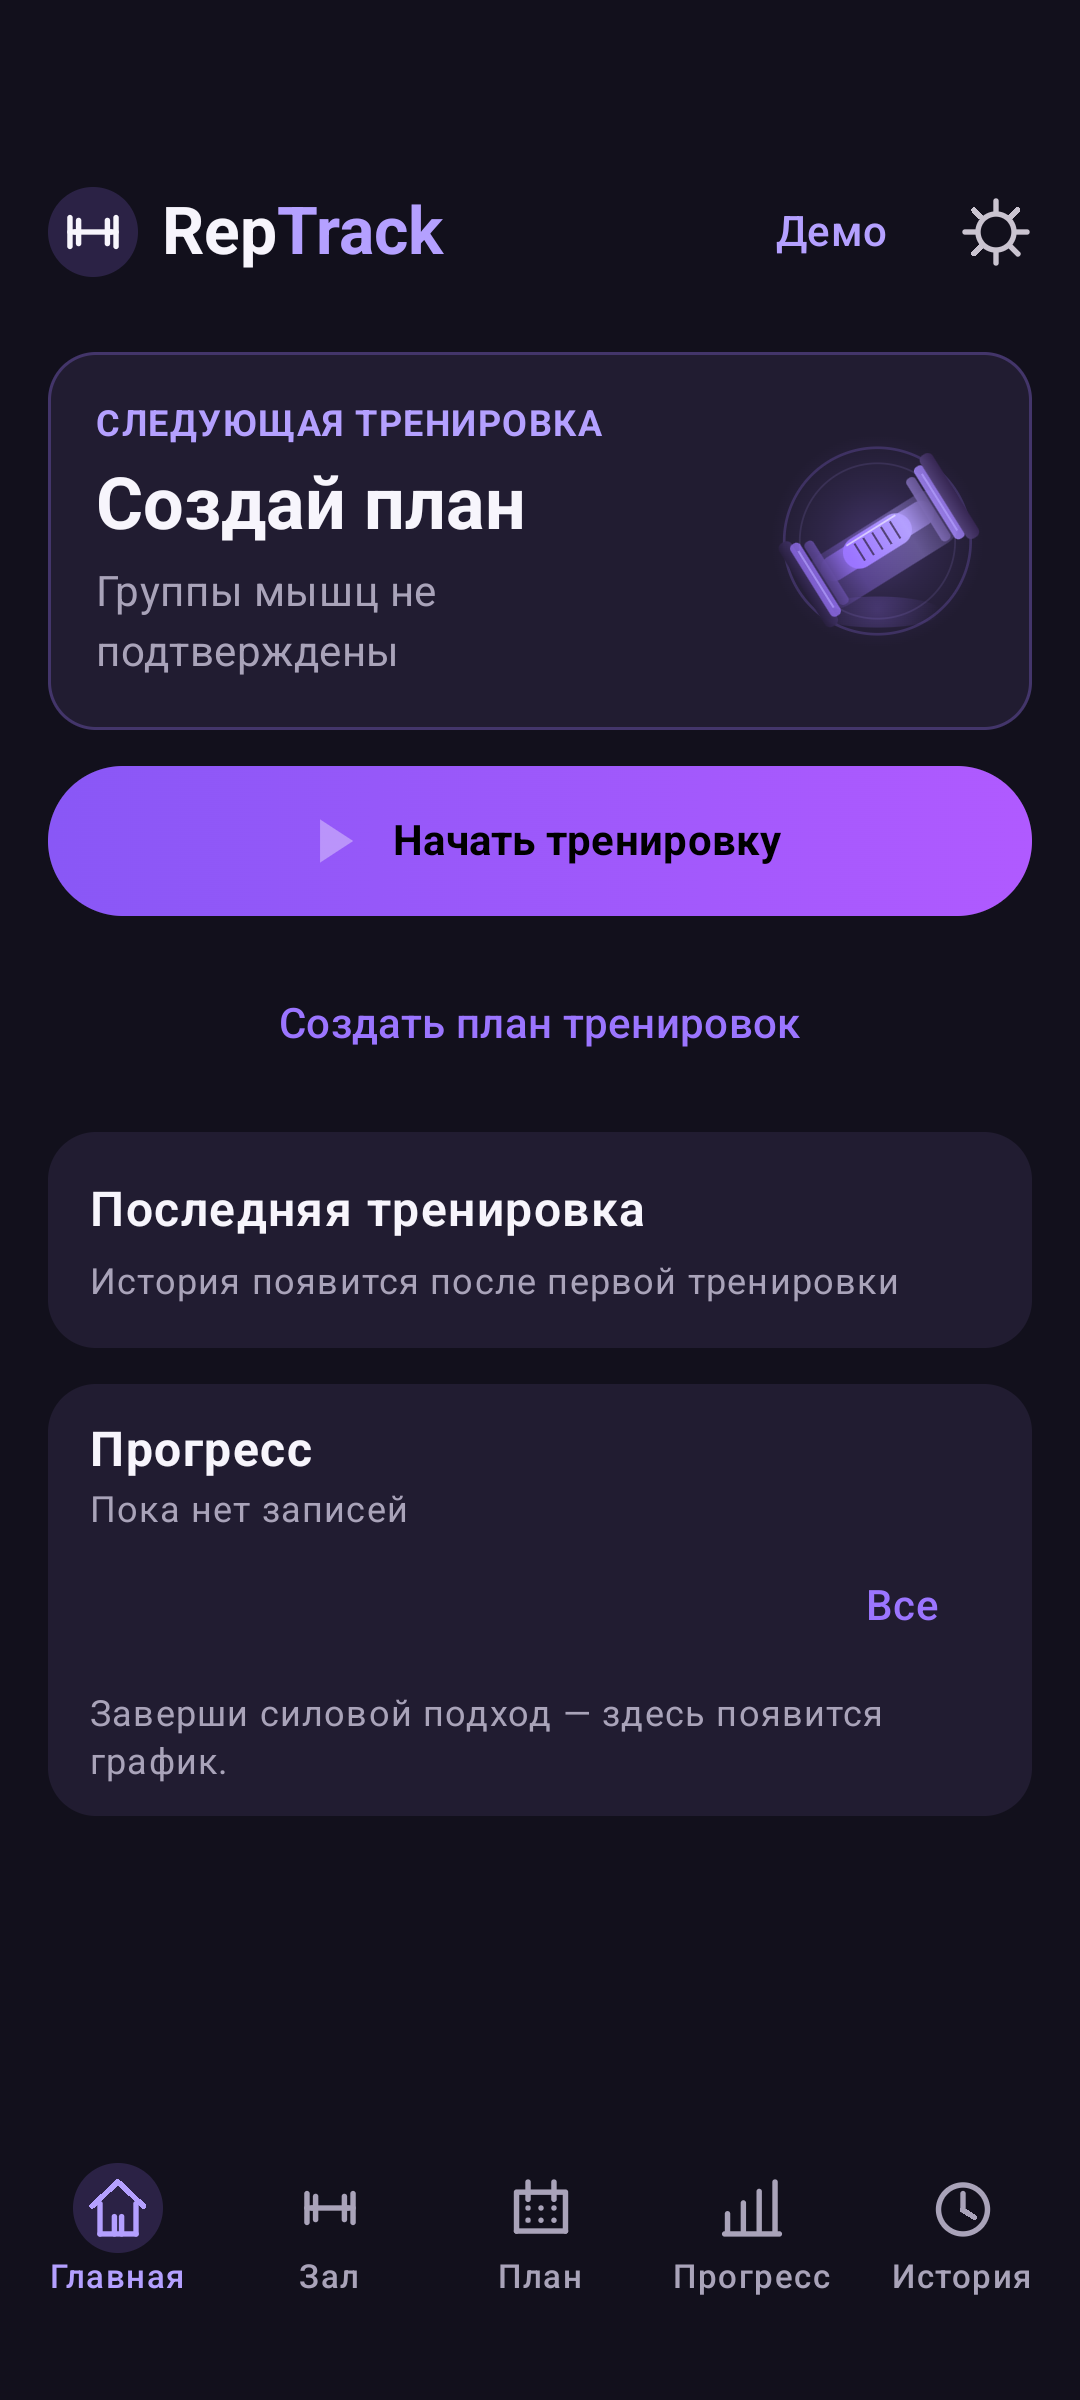 RepTrack
Демо
СЛЕДУЮЩАЯ ТРЕНИРОВКА
Создай план
Группы мышц не
подтверждены
Начать тренировку
Создать план тренировок
Последняя тренировка
История появится после первой тренировки
Прогресс
Пока нет записей
Все
Заверши силовой подход — здесь появится
график.
Главная
Зал
План
Прогресс
История